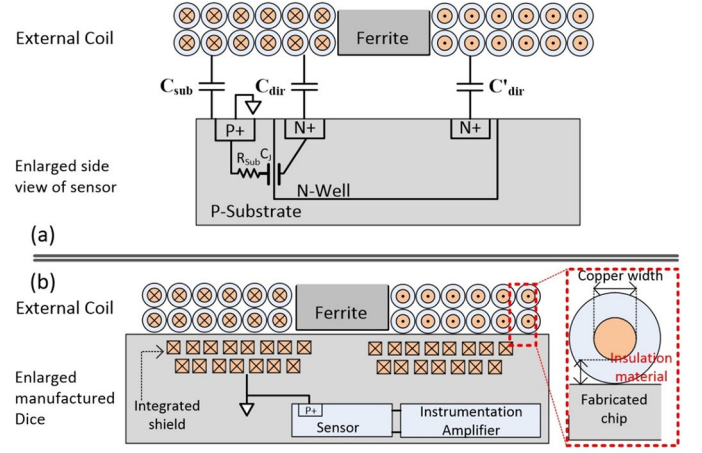 External Coil
Ferrite
Csub
Cdir
C'dir
P+
N+
N+
RSub
CJ
N-Well
P-Substrate
Enlarged side
view of sensor
(a)
(b)
External Coil
Ferrite
Copper width
Insulation
material
Fabricated
chip
Enlarged
manufactured
Dice
Integrated
shield
P+
Sensor
Instrumentation
Amplifier